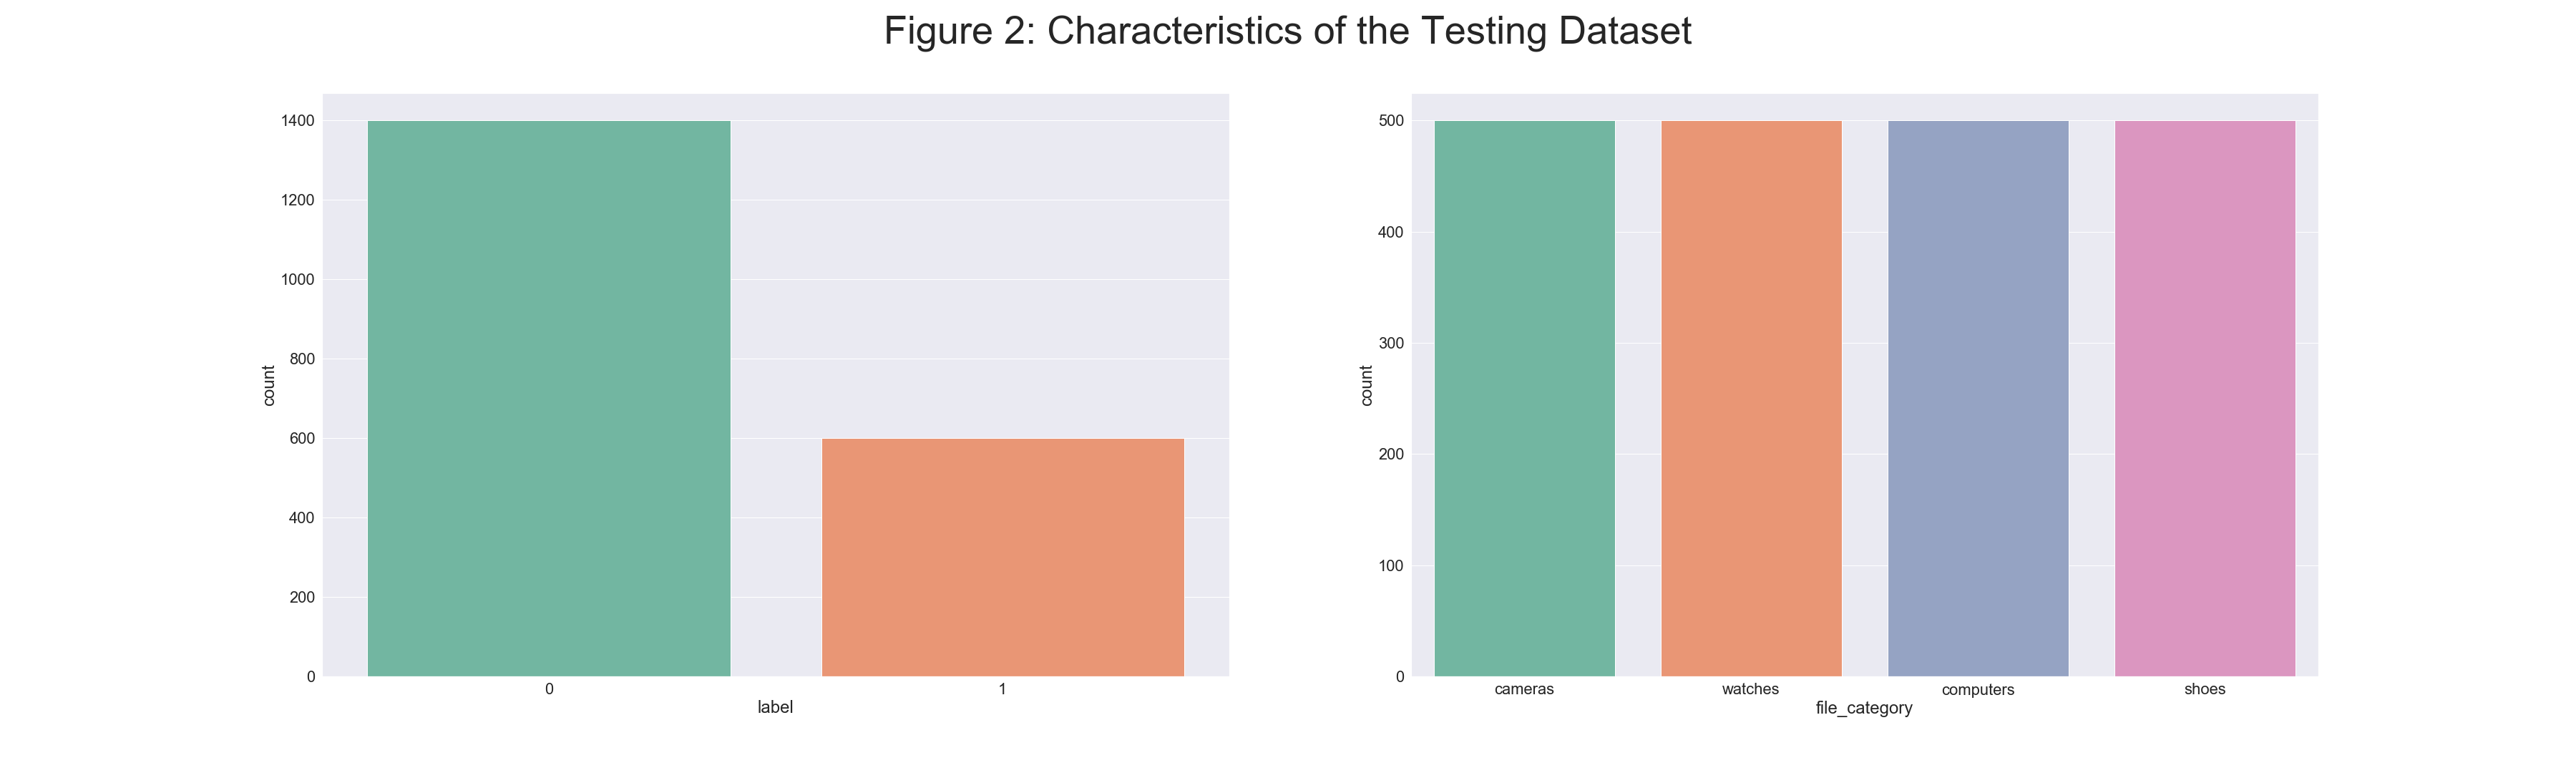 Figure 2: Characteristics of the Testing Dataset
1400
1200
1000
800
600
400
200
0
count
0
1
label
500
400
300
200
100
0
count
cameras
watches
computers
shoes
file_category